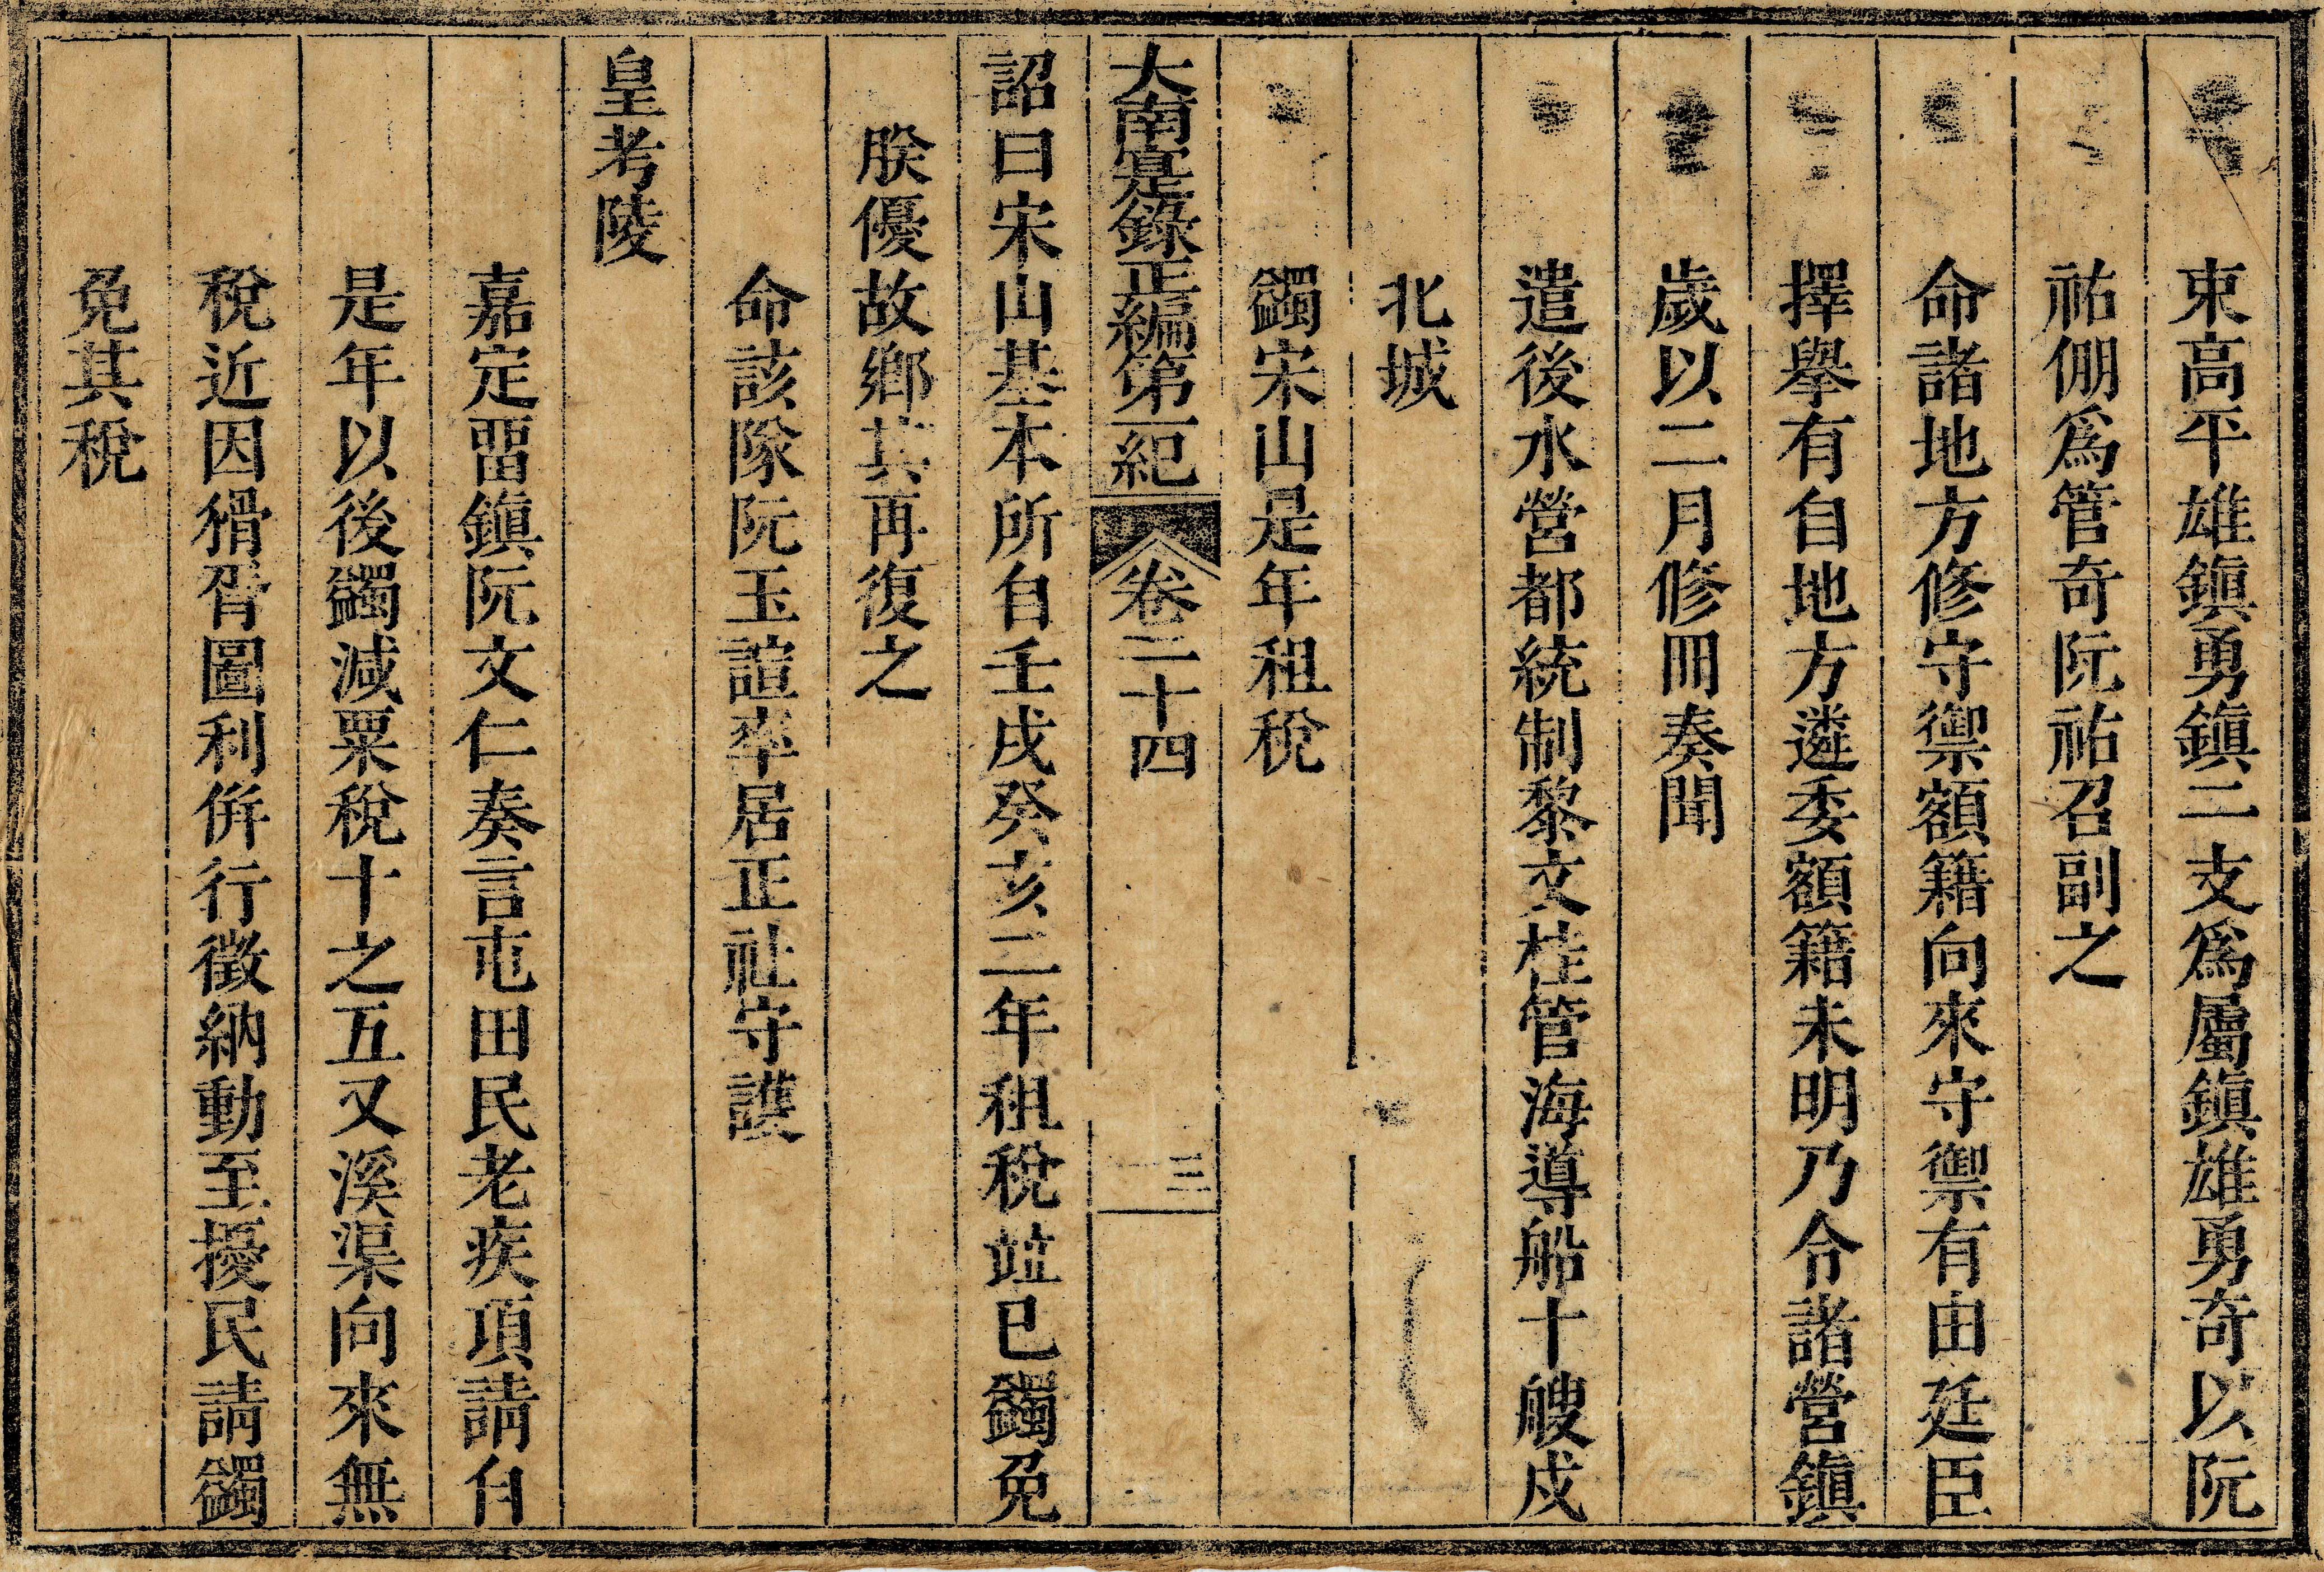 東高平雄鎮勇鎮二支爲屬鎮雄勇奇以阮
祐倗爲管奇阮祐召副之
命諸地方修守禦額籍向來守禦有由廷臣
擇舉有自地方遴委額籍未明乃令諸營鎮
歲以二月修冊奏聞
遣後水營都統制黎文桂管海導船十艘戍
北城
蠲宋山是年租稅
大南寔錄正編第一紀 卷二十四 三
詔曰宋山基本所自壬戌癸亥二年租稅竝已蠲免
朕優故鄉其再復之
命該隊阮玉諠率居正社守護
皇考陵
嘉定畱鎮阮文仁奏言屯田民老疾項請自
是年以後蠲減粟稅十之五又溪渠向來無
稅近因猾胥圖利併行徵納動至擾民請蠲
免其稅